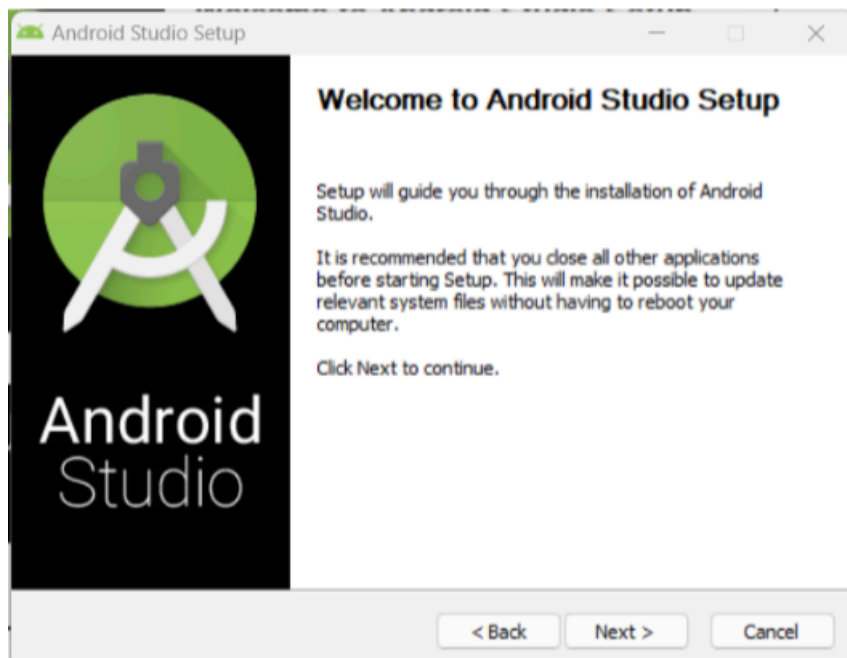 Android Studio Setup
Welcome to Android Studio Setup
Setup will guide you through the installation of Android
Studio.
It is recommended that you close all other applications
before starting Setup. This will make it possible to update
relevant system files without having to reboot your
computer.
Click Next to continue.
Android
Studio
< Back
Next >
Cancel